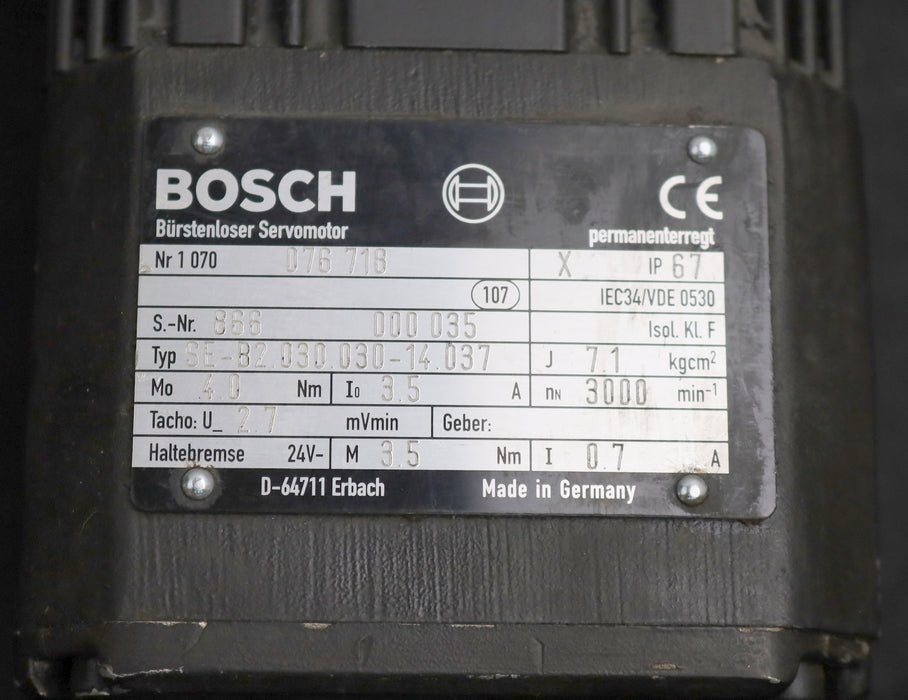 BOSCH
CE
Bürstenloser Servomotor permanenterregt
Nr 1 070 076 718 X IP 67
107 IEC34/VDE 0530
S.-Nr. 866 000 035 Isol. Kl. F
Typ SE-B2.030.030-14.037 J 7.1 kgcm²
Mo 4.0 Nm I₀ 3.5 A nN 3000 min⁻¹
Tacho: U_ 2.7 mVmin Geber:
Haltebremse 24V- M 3.5 Nm I 0.7 A
D-64711 Erbach Made in Germany